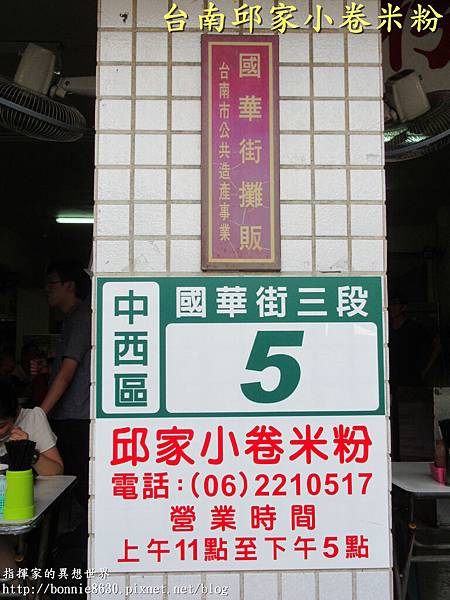 台南邱家小卷米粉
國華街攤販
台南市公共造產事業
中西區
國華街三段
5
邱家小卷米粉
電話:(06)2210517
營業時間
上午11點至下午5點
指揮家的異想世界
http://bonnie8630.pixnet.net/blog